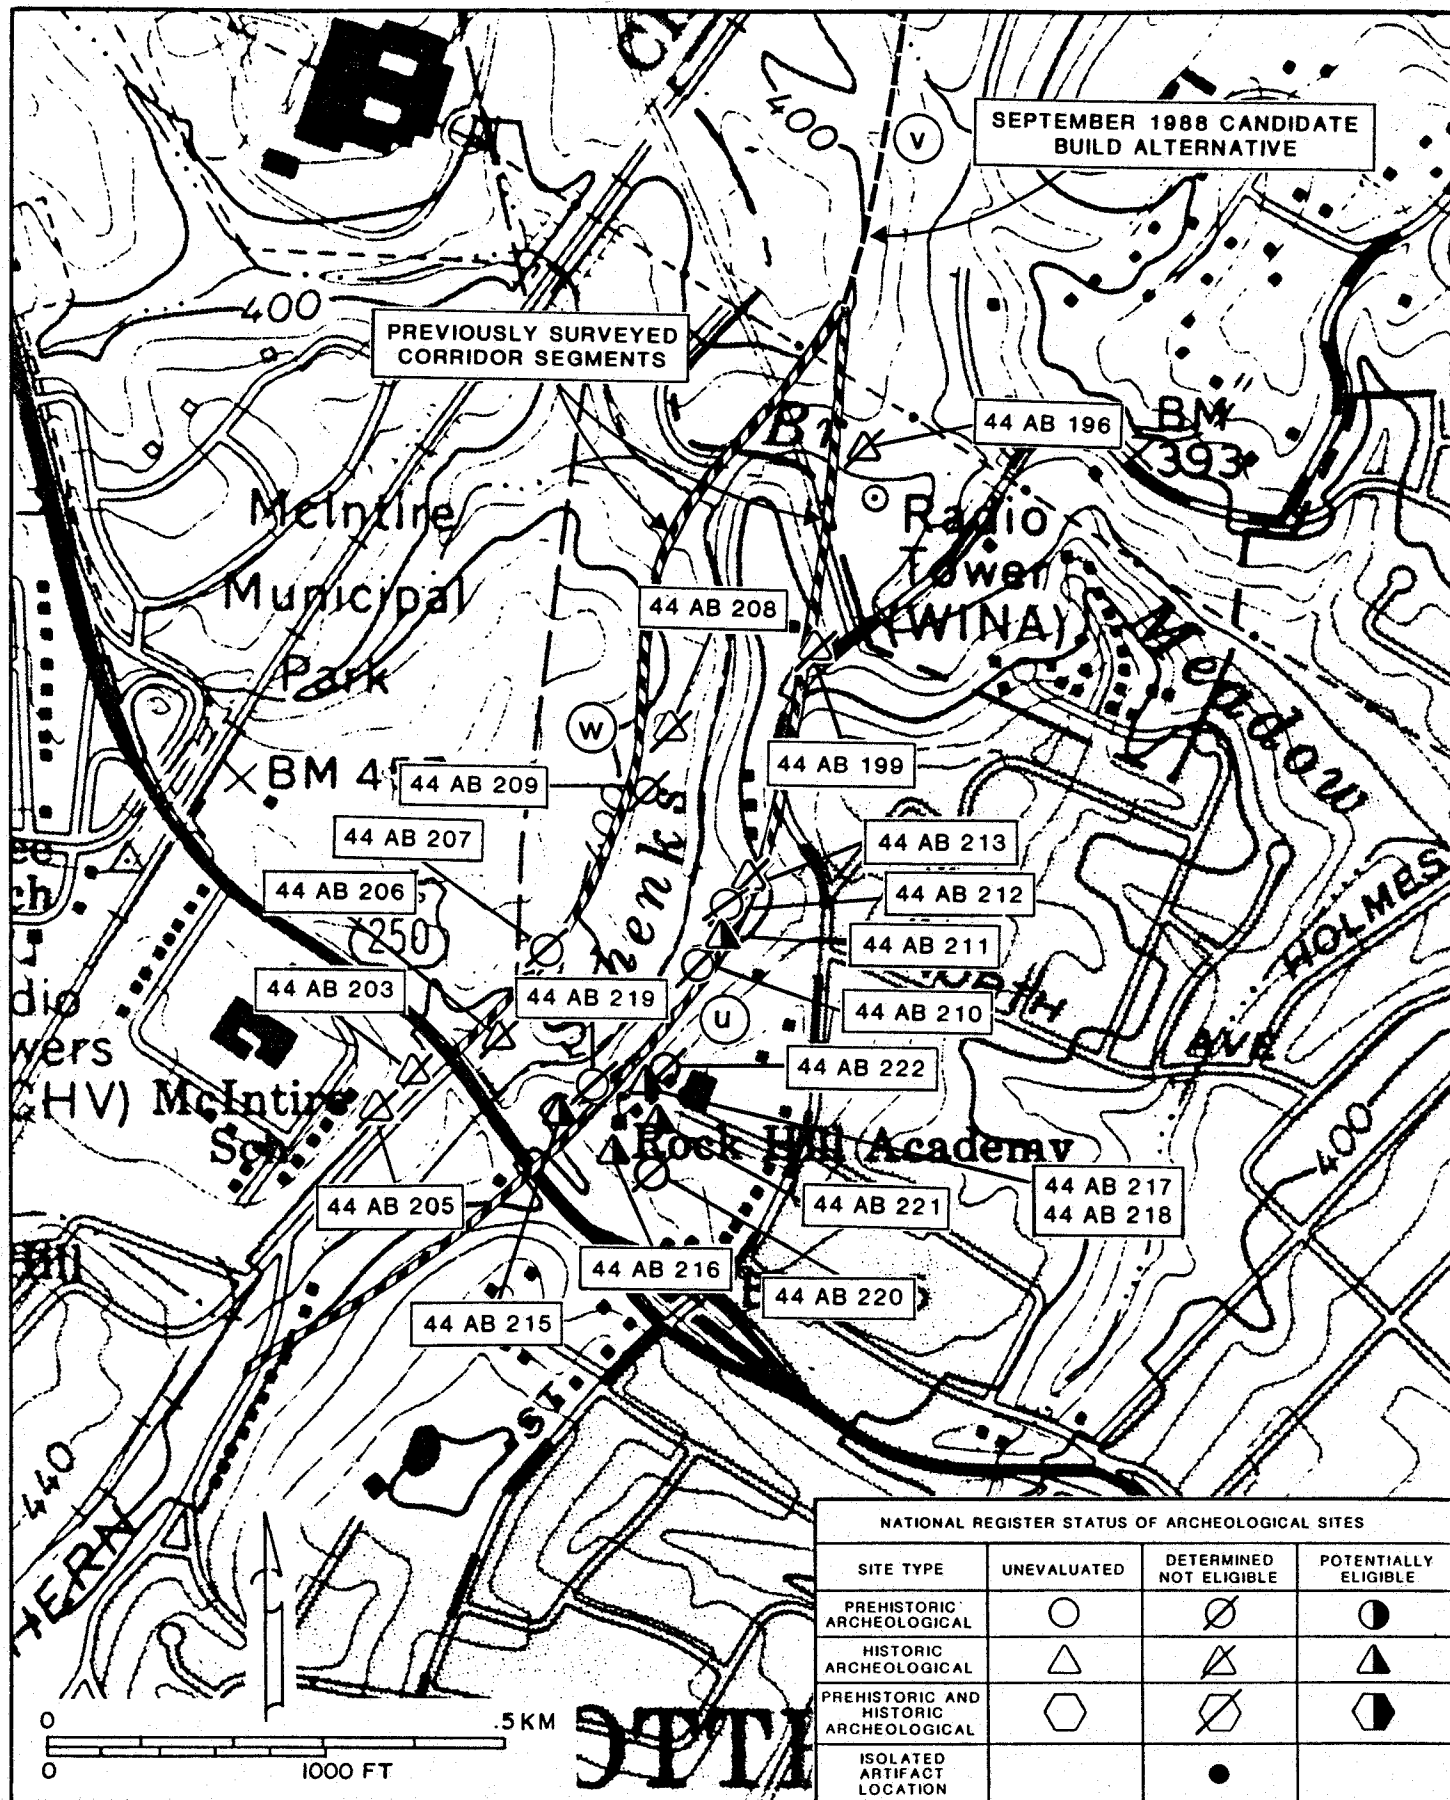 400
V
SEPTEMBER 1988 CANDIDATE
BUILD ALTERNATIVE
400
PREVIOUSLY SURVEYED
CORRIDOR SEGMENTS
44 AB 196
BM
393
McIntire
Municipal
Park
Radio
Tower
(WINA)
44 AB 208
Meadow
W
BM 45
44 AB 209
44 AB 199
44 AB 207
44 AB 213
44 AB 206
44 AB 212
250
44 AB 211
HOLMES
AVE
44 AB 203
44 AB 219
44 AB 210
U
44 AB 222
McIntire
Sch
Rock Hill Academy
400
44 AB 205
44 AB 221
44 AB 217
44 AB 218
44 AB 216
44 AB 220
44 AB 215
ST
440
HERN
NATIONAL REGISTER STATUS OF ARCHEOLOGICAL SITES
SITE TYPE
UNEVALUATED
DETERMINED
NOT ELIGIBLE
POTENTIALLY
ELIGIBLE
PREHISTORIC
ARCHEOLOGICAL
HISTORIC
ARCHEOLOGICAL
PREHISTORIC AND
HISTORIC
ARCHEOLOGICAL
ISOLATED
ARTIFACT
LOCATION
0
.5 KM
0
1000 FT